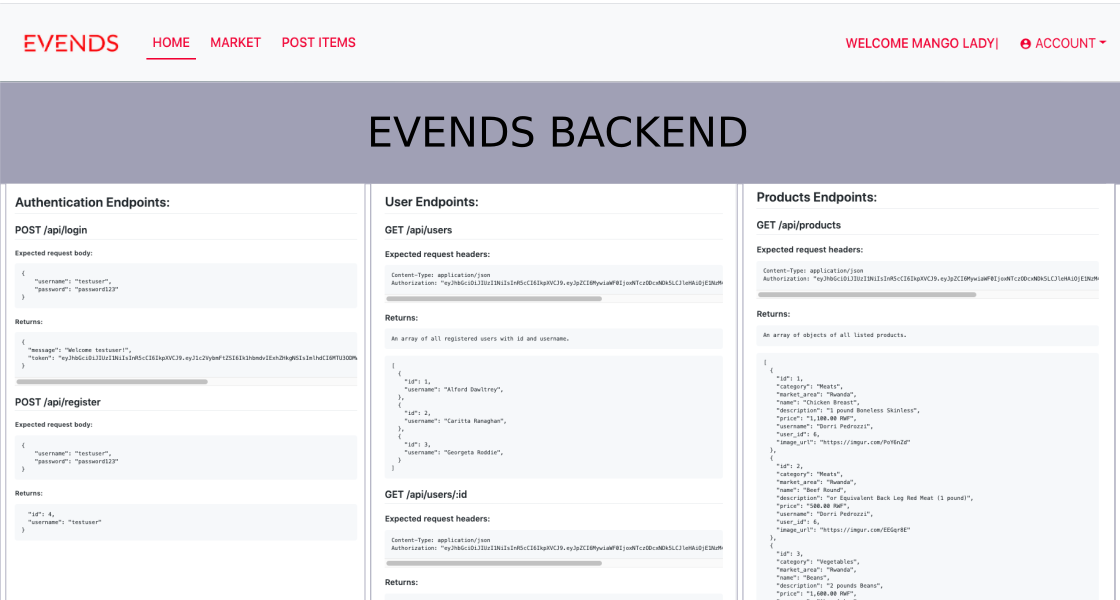 EVENDS HOME MARKET POST ITEMS WELCOME MANGO LADY| ACCOUNT
EVENDS BACKEND
Authentication Endpoints:
POST /api/login
Expected request body:
{
"username": "testuser",
"password": "password123"
}
Returns:
{
"message": "Welcome testuser!",
"token":
}
POST /api/register
Expected request body:
{
"username": "testuser",
"password": "password123"
}
Returns:
"id": 4,
"username": "testuser"
}
User Endpoints:
GET /api/users
Expected request headers:
Content-Type: application/json
Authorization:
Returns:
An array of all registered users with id and username.
[
{
"id": 1,
"username": "Alford Dawltrey",
},
{
"id": 2,
"username": "Caritta Ranaghan",
},
{
"id": 3,
"username": "Georgeta Reddie",
}
]
GET /api/users/:id
Expected request headers:
Content-Type: application/json
Authorization:
Returns:
Products Endpoints:
GET /api/products
Expected request headers:
Content-Type: application/json
Authorization:
Returns:
An array of objects of all listed products.
[
{
"id": 1,
"category": "Meats",
"market_area": "Rwanda",
"name": "Chicken Breast",
"description": "1 pound Boneless Skinless",
"price": "1,100.00 RWF",
"username": "Dorri Pedrozzi",
"user_id": 6,
"image_url": "https://imgur.com/PoY6nZd"
},
{
"id": 2,
"category": "Meats",
"market_area": "Rwanda",
"name": "Beef Round",
"description": "or Equivalent Back Leg Red Meat (1 pound)",
"price": "500.00 RWF",
"username": "Dorri Pedrozzi",
"user_id": 6,
"image_url": "https://imgur.com/EEGqr8E"
},
{
"id": 3,
"category": "Vegetables",
"market_area": "Rwanda",
"name": "Beans",
"description": "2 pounds Beans",
"price": "1,600.00 RWF",